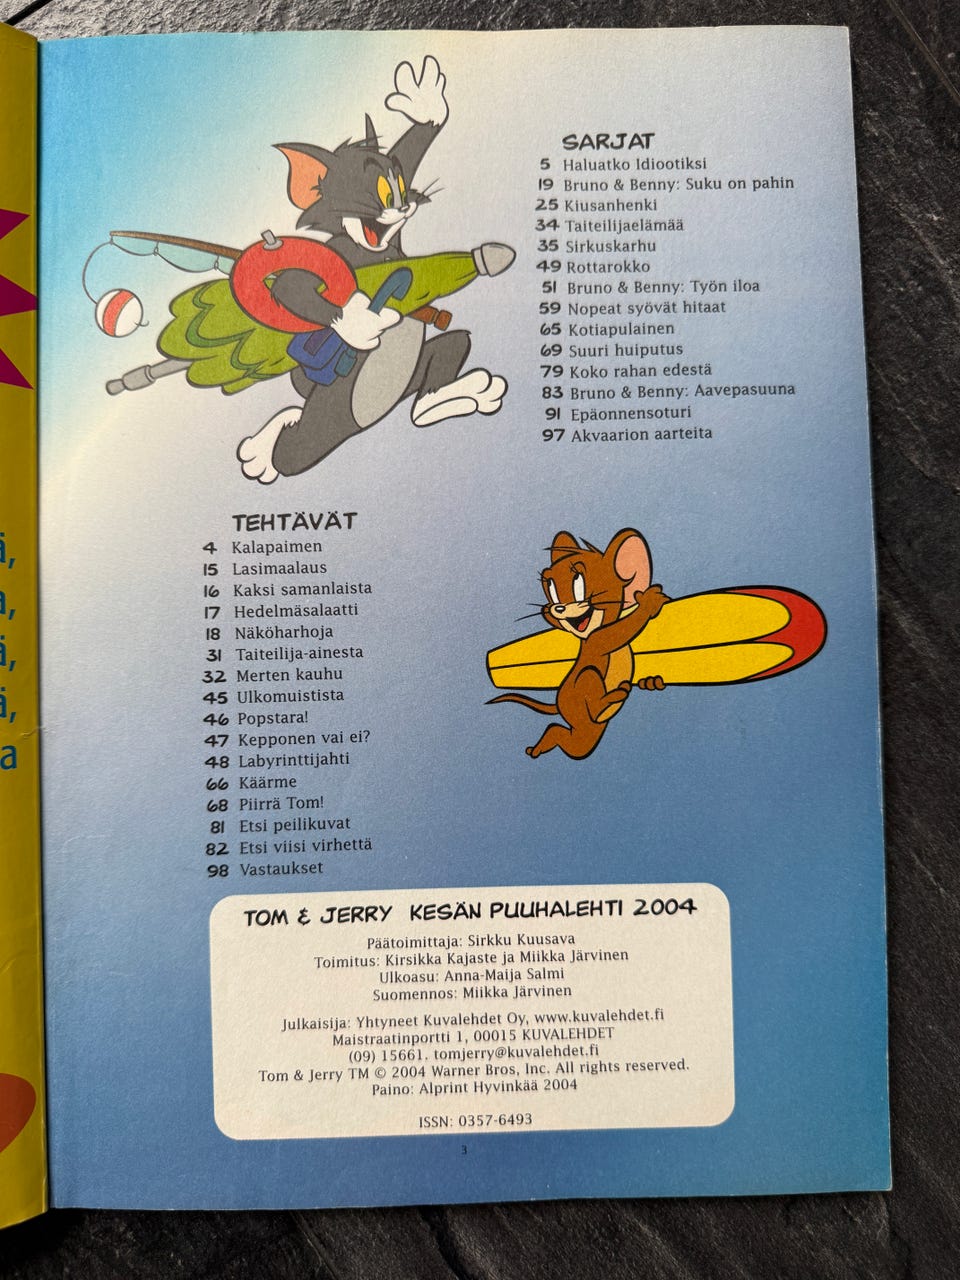 ä,
a,
ä,
ä,
a
SARJAT
5 Haluatko Idiootiksi
19 Bruno & Benny: Suku on pahin
25 Kiusanhenki
34 Taiteilijaelämää
35 Sirkuskarhu
49 Rottarokko
51 Bruno & Benny: Työn iloa
59 Nopeat syövät hitaat
65 Kotiapulainen
69 Suuri huiputus
79 Koko rahan edestä
83 Bruno & Benny: Aavepasuuna
91 Epäonnensoturi
97 Akvaarion aarteita
TEHTÄVÄT
4 Kalapaimen
15 Lasimaalaus
16 Kaksi samanlaista
17 Hedelmäsalaatti
18 Näköharhoja
31 Taiteilija-ainesta
32 Merten kauhu
45 Ulkomuistista
46 Popstara!
47 Kepponen vai ei?
48 Labyrinttijahti
66 Käärme
68 Piirrä Tom!
81 Etsi peilikuvat
82 Etsi viisi virhettä
98 Vastaukset
TOM & JERRY KESÄN PUUHALEHTI 2004
Päätoimittaja: Sirkku Kuusava
Toimitus: Kirsikka Kajaste ja Miikka Järvinen
Ulkoasu: Anna-Maija Salmi
Suomennos: Miikka Järvinen
Julkaisija: Yhtyneet Kuvalehdet Oy, www.kuvalehdet.fi
Maistraatinportti 1, 00015 KUVALEHDET
(09) 15661. tomjerry@kuvalehdet.fi
Tom & Jerry TM © 2004 Warner Bros, Inc. All rights reserved.
Paino: Alprint Hyvinkää 2004
ISSN: 0357-6493
3